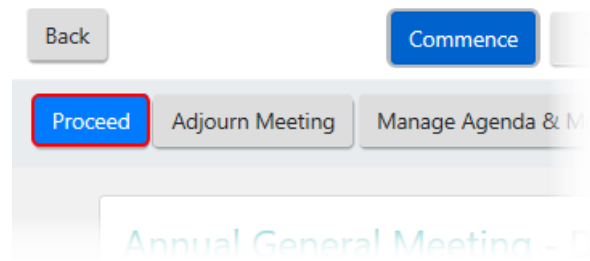 Back Commence
Proceed Adjourn Meeting Manage Agenda &
Annual General Meeting -